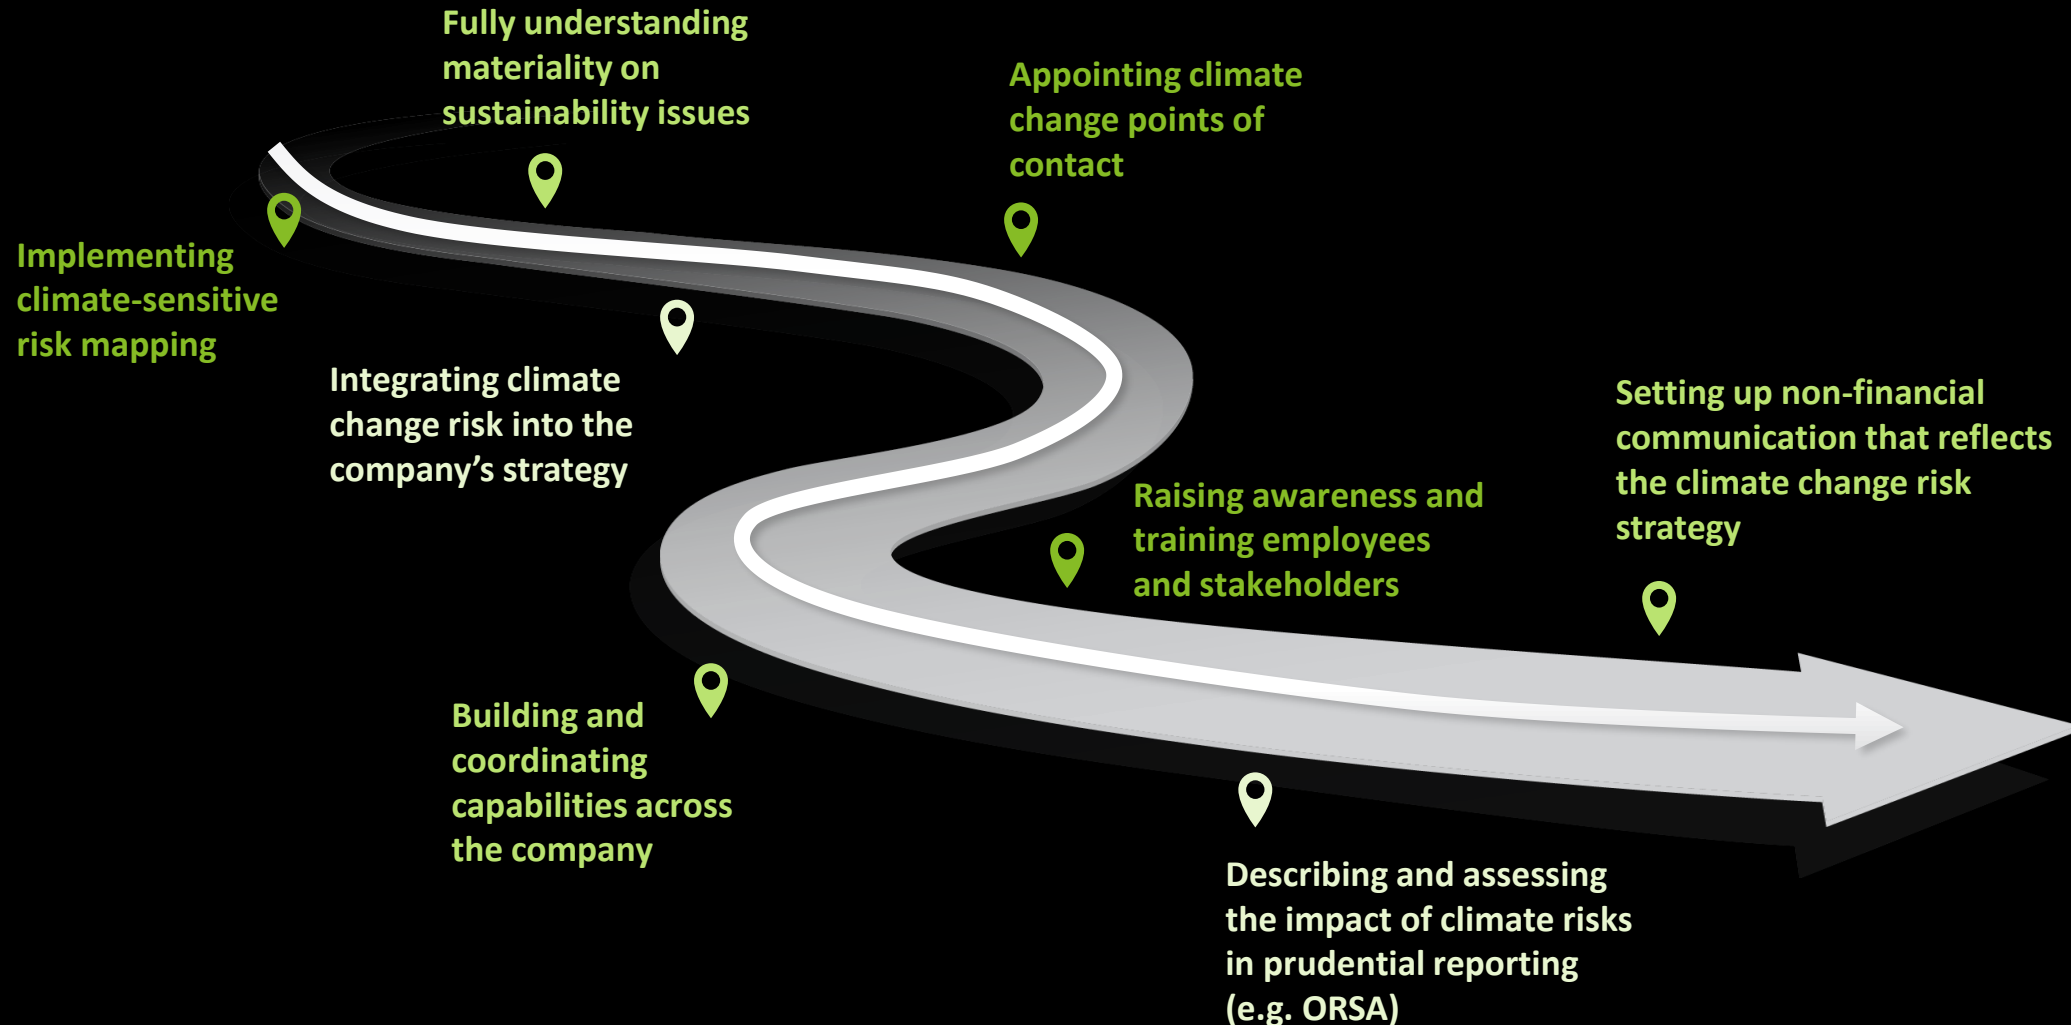 Fully understanding
materiality on
sustainability issues
Appointing climate
change points of
contact
Implementing
climate-sensitive
risk mapping
Integrating climate
change risk into the
company’s strategy
Setting up non-financial
communication that reflects
the climate change risk
strategy
Raising awareness and
training employees
and stakeholders
Building and
coordinating
capabilities across
the company
Describing and assessing
the impact of climate risks
in prudential reporting
(e.g. ORSA)